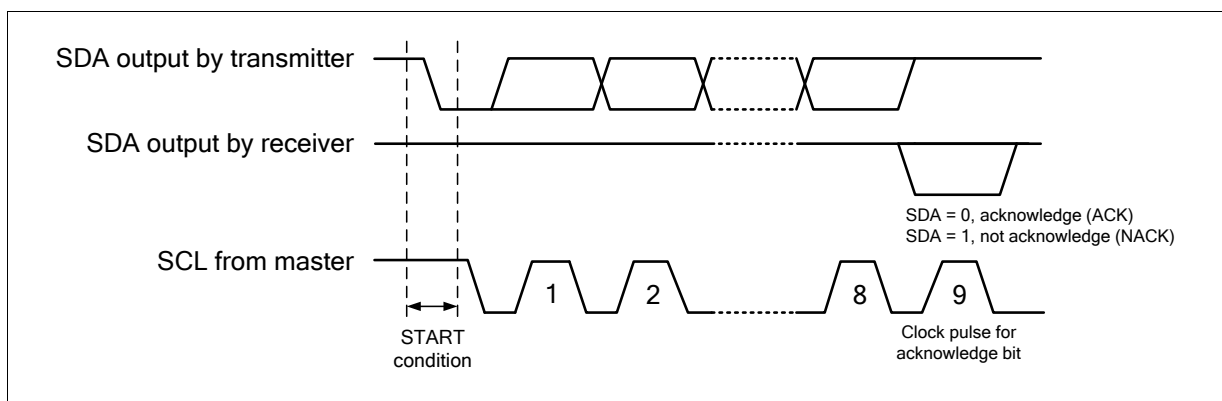 SDA output by transmitter
SDA output by receiver
SDA = 0, acknowledge (ACK)
SDA = 1, not acknowledge (NACK)
SCL from master
1
2
8
9
START
condition
Clock pulse for
acknowledge bit